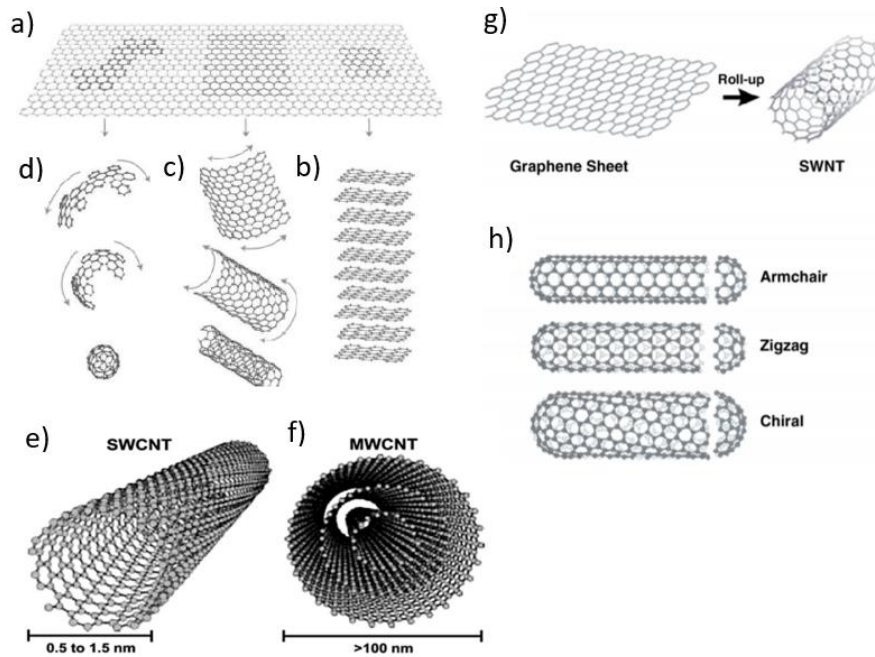 a)
g)
Roll-up
Graphene Sheet
SWNT
d)
c)
b)
h)
Armchair
Zigzag
Chiral
e)
SWCNT
f)
MWCNT
0.5 to 1.5 nm
>100 nm